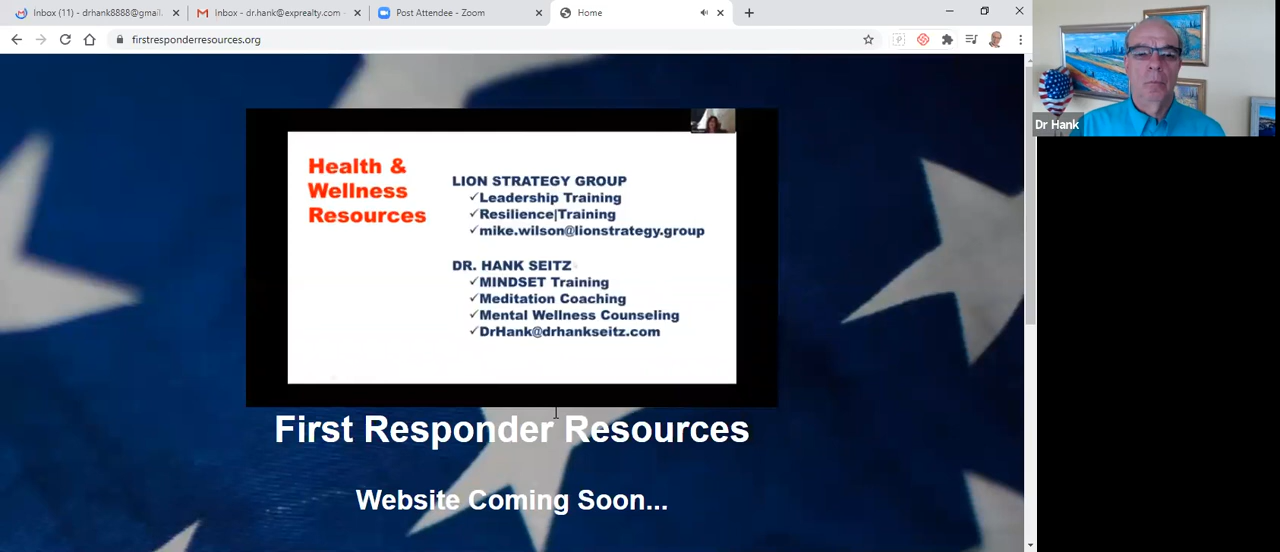 Inbox (11) - drhank8888@gmail.
Inbox - dr.hank@exprealty.com -
Post Attendee - Zoom
Home
firstresponderresources.org
Dr Hank
Health &
Wellness
Resources
LION STRATEGY GROUP
✓Leadership Training
✓Resilience|Training
✓mike.wilson@lionstrategy.group
DR. HANK SEITZ
✓MINDSET Training
✓Meditation Coaching
✓Mental Wellness Counseling
✓DrHank@drhankseitz.com
First Responder Resources
Website Coming Soon...